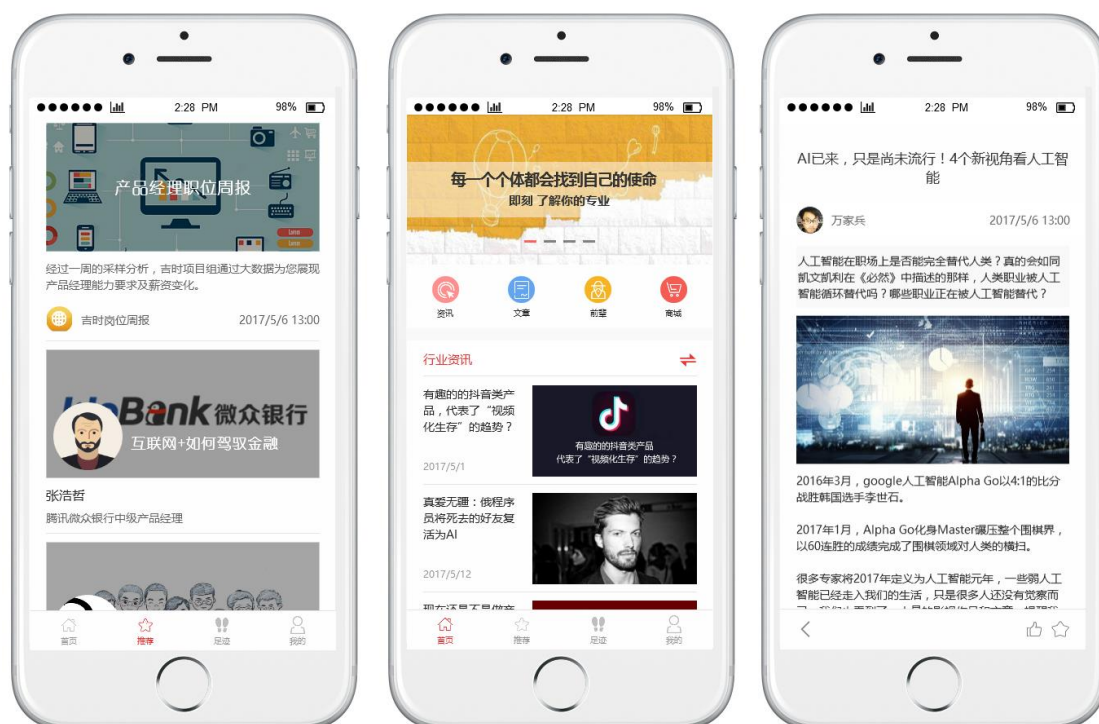 2:28 PM
98%
产品经理职位周报
经过一周的采样分析，吉时项目组通过大数据为您展现
产品经理能力要求及薪资变化。
吉时岗位周报
2017/5/6 13:00
Bank微众银行
互联网+如何驾驭金融
张浩哲
腾讯微众银行中级产品经理
首页
推荐
足迹
我的
2:28 PM
98%
每一个个体都会找到自己的使命
即刻 了解你的专业
资讯
文章
前辈
商城
行业资讯
有趣的的抖音类产
品，代表了“视频
化生存”的趋势？
2017/5/1
有趣的的抖音类产品
代表了“视频化生存”的趋势？
真爱无疆：俄程序
员将死去的好友复
活为AI
2017/5/12
首页
推荐
足迹
我的
2:28 PM
98%
AI已来，只是尚未流行！4个新视角看人工智
能
万家兵
2017/5/6 13:00
人工智能在职场上是否能完全替代人类？真的会如同
凯文凯利在《必然》中描述的那样，人类职业被人工
智能循环替代吗？哪些职业正在被人工智能替代？
2016年3月，google人工智能Alpha Go以4:1的比分
战胜韩国选手李世石。
2017年1月，Alpha Go化身Master碾压整个围棋界，
以60连胜的成绩完成了围棋领域对人类的横扫。
很多专家将2017年定义为人工智能元年，一些弱人工
智能已经走入我们的生活，只是很多人还没有觉察而